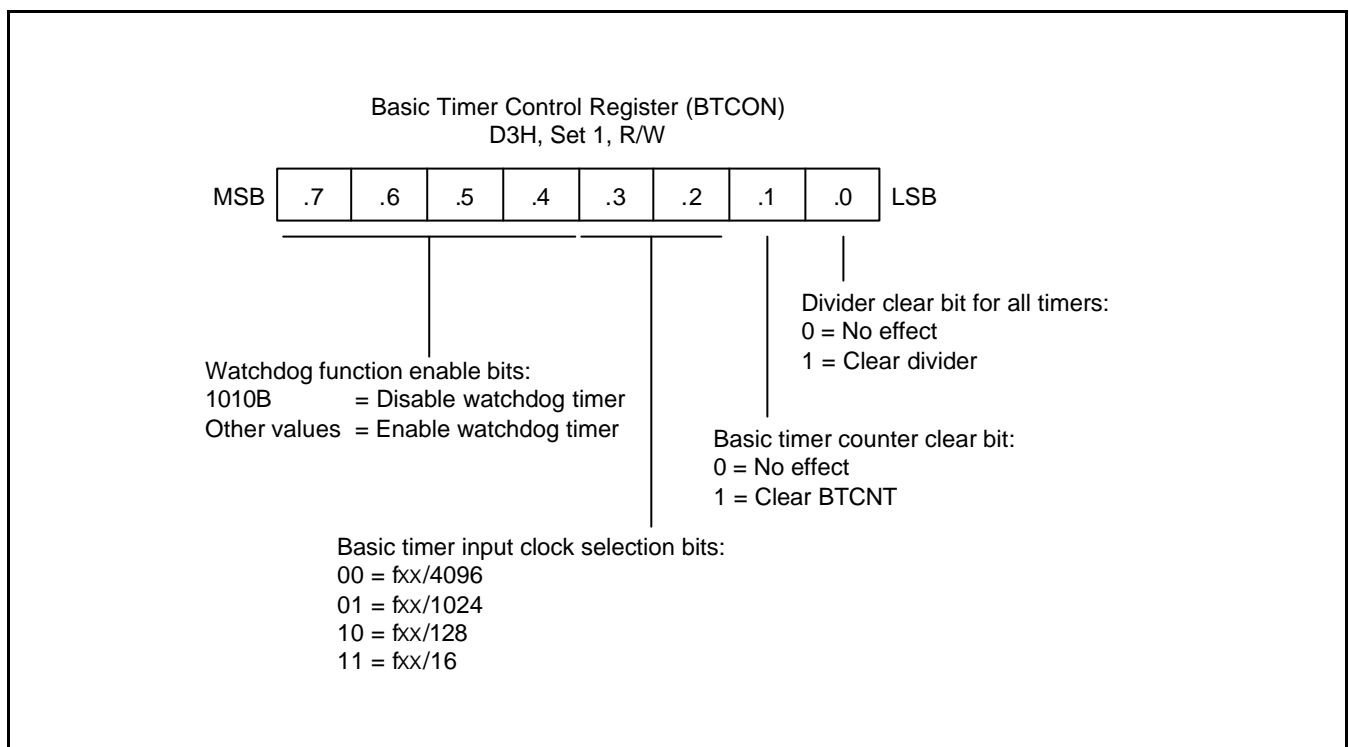 Basic Timer Control Register (BTCON)
D3H, Set 1, R/W
MSB .7 .6 .5 .4 .3 .2 .1 .0 LSB
Divider clear bit for all timers:
0 = No effect
1 = Clear divider
Watchdog function enable bits:
1010B = Disable watchdog timer
Other values = Enable watchdog timer
Basic timer counter clear bit:
0 = No effect
1 = Clear BTCNT
Basic timer input clock selection bits:
00 = fxx/4096
01 = fxx/1024
10 = fxx/128
11 = fxx/16